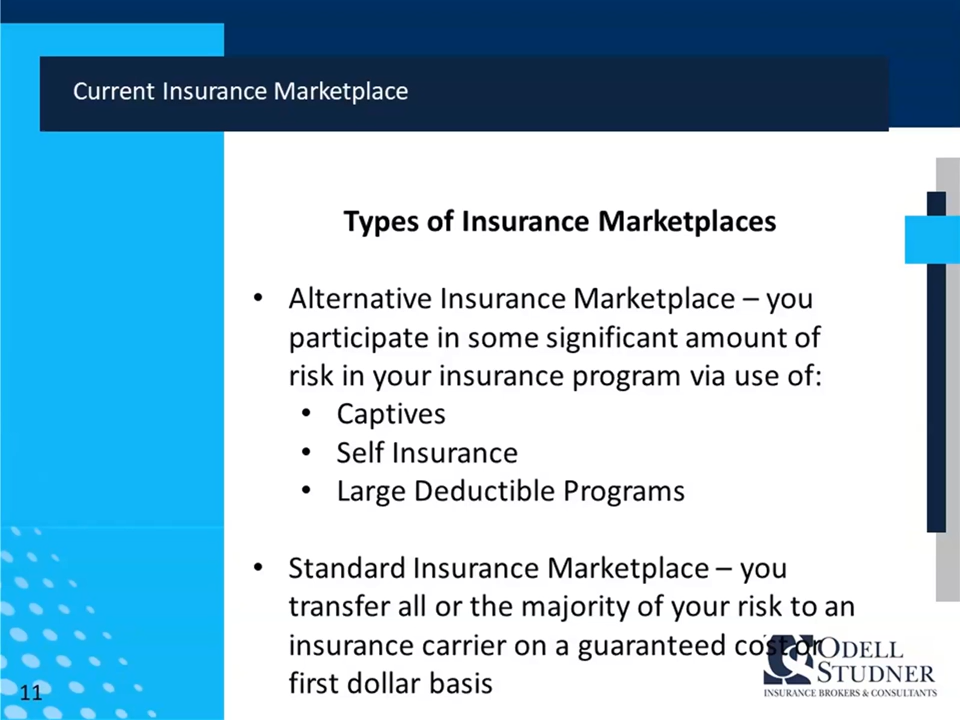 Current Insurance Marketplace
Types of Insurance Marketplaces
• Alternative Insurance Marketplace – you
participate in some significant amount of
risk in your insurance program via use of:
• Captives
• Self Insurance
• Large Deductible Programs
• Standard Insurance Marketplace – you
transfer all or the majority of your risk to an
insurance carrier on a guaranteed cost or
first dollar basis
ODELL
STUDNER
INSURANCE BROKERS & CONSULTANTS
11